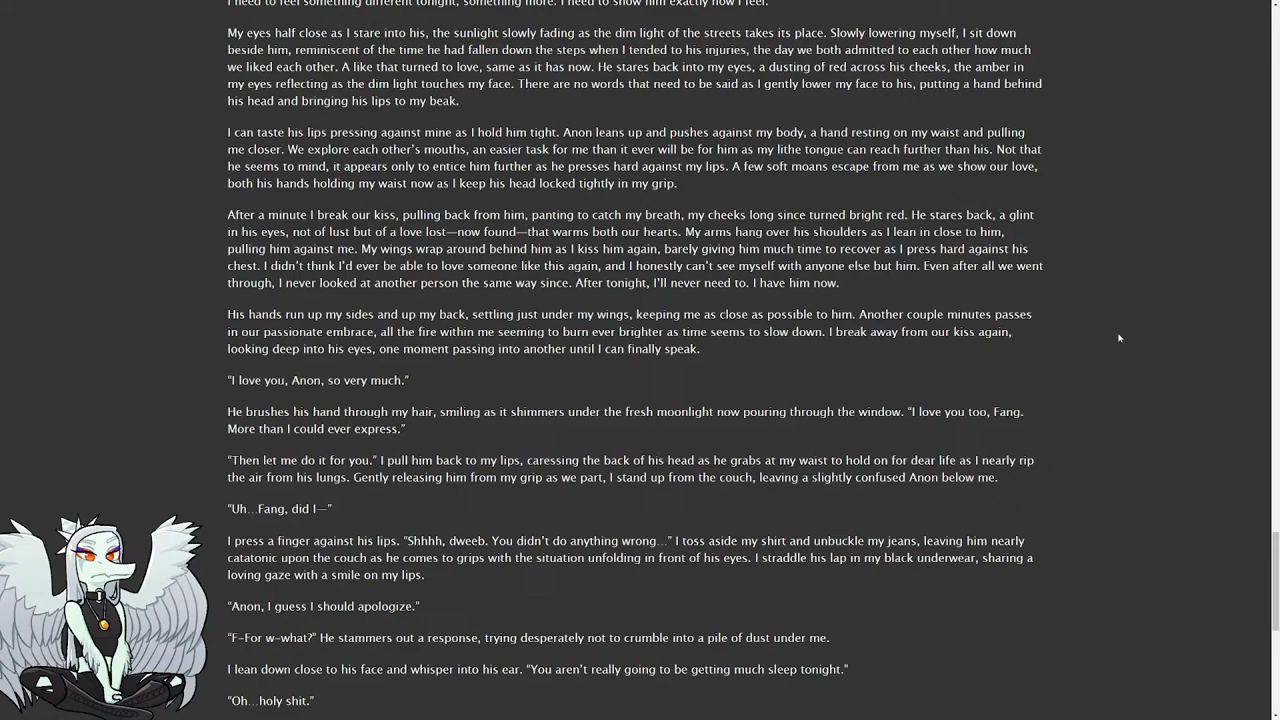 I need to feel something different tonight, something more. I need to show him exactly how I feel.
My eyes half close as I stare into his, the sunlight slowly fading as the dim light of the streets takes its place. Slowly lowering myself, I sit down
beside him, reminiscent of the time he had fallen down the steps when I tended to his injuries, the day we both admitted to each other how much
we liked each other. A like that turned to love, same as it has now. He stares back into my eyes, a dusting of red across his cheeks, the amber in
my eyes reflecting as the dim light touches my face. There are no words that need to be said as I gently lower my face to his, putting a hand behind
his head and bringing his lips to my beak.
I can taste his lips pressing against mine as I hold him tight. Anon leans up and pushes against my body, a hand resting on my waist and pulling
me closer. We explore each other’s mouths, an easier task for me than it ever will be for him as my lithe tongue can reach further than his. Not that
he seems to mind, it appears only to entice him further as he presses hard against my lips. A few soft moans escape from me as we show our love,
both his hands holding my waist now as I keep his head locked tightly in my grip.
After a minute I break our kiss, pulling back from him, panting to catch my breath, my cheeks long since turned bright red. He stares back, a glint
in his eyes, not of lust but of a love lost—now found—that warms both our hearts. My arms hang over his shoulders as I lean in close to him,
pulling him against me. My wings wrap around behind him as I kiss him again, barely giving him much time to recover as I press hard against his
chest. I didn’t think I’d ever be able to love someone like this again, and I honestly can’t see myself with anyone else but him. Even after all we went
through, I never looked at another person the same way since. After tonight, I’ll never need to. I have him now.
His hands run up my sides and up my back, settling just under my wings, keeping me as close as possible to him. Another couple minutes passes
in our passionate embrace, all the fire within me seeming to burn ever brighter as time seems to slow down. I break away from our kiss again,
looking deep into his eyes, one moment passing into another until I can finally speak.
“I love you, Anon, so very much.”
He brushes his hand through my hair, smiling as it shimmers under the fresh moonlight now pouring through the window. “I love you too, Fang.
More than I could ever express.”
“Then let me do it for you.” I pull him back to my lips, caressing the back of his head as he grabs at my waist to hold on for dear life as I nearly rip
the air from his lungs. Gently releasing him from my grip as we part, I stand up from the couch, leaving a slightly confused Anon below me.
“Uh…Fang, did I—”
I press a finger against his lips. “Shhhh, dweeb. You didn’t do anything wrong…” I toss aside my shirt and unbuckle my jeans, leaving him nearly
catatonic upon the couch as he comes to grips with the situation unfolding in front of his eyes. I straddle his lap in my black underwear, sharing a
loving gaze with a smile on my lips.
“Anon, I guess I should apologize.”
“F-For w-what?” He stammers out a response, trying desperately not to crumble into a pile of dust under me.
I lean down close to his face and whisper into his ear. “You aren’t really going to be getting much sleep tonight.”
“Oh…holy shit.”